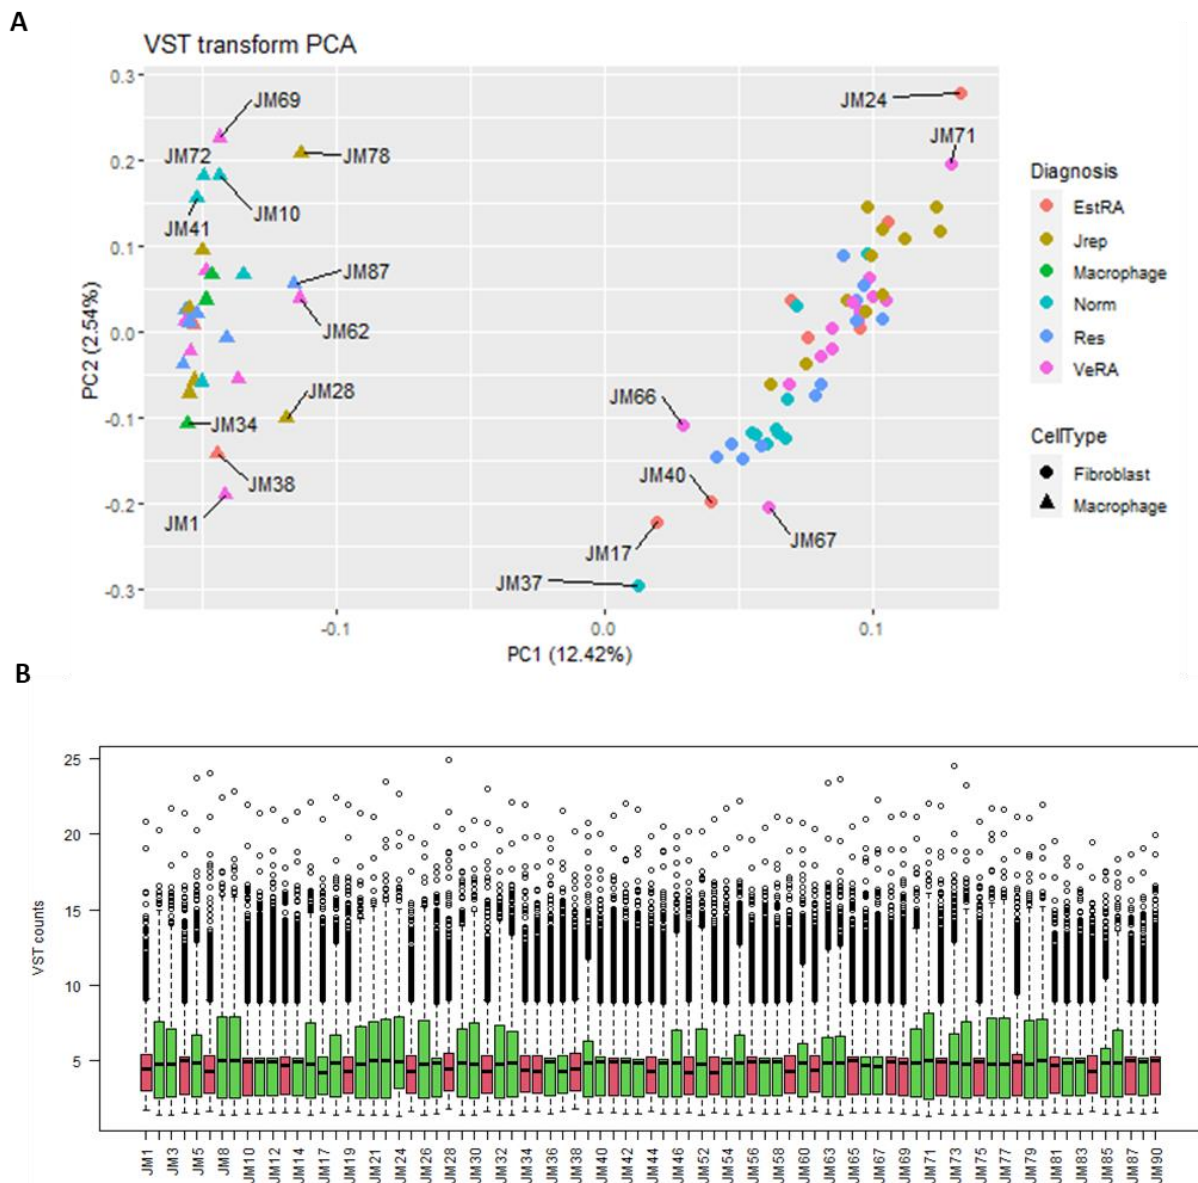 A
VST transform PCA
0.3
0.2
0.1
0.0
-0.1
-0.2
-0.3
PC2 (2.54%)
JM69
JM72
JM78
JM10
JM41
JM87
JM62
JM28
JM34
JM38
JM1
JM24
JM71
JM66
JM40
JM17
JM67
JM37
-0.1
0.0
0.1
PC1 (12.42%)
Diagnosis
EstRA
Jrep
Macrophage
Norm
Res
VeRA
CellType
Fibroblast
Macrophage
B
25
20
15
10
5
VST counts
JM1
JM3
JM5
JM8
JM10
JM12
JM14
JM17
JM19
JM21
JM24
JM26
JM28
JM30
JM32
JM34
JM36
JM38
JM40
JM42
JM44
JM46
JM52
JM54
JM56
JM58
JM60
JM63
JM65
JM67
JM69
JM71
JM73
JM75
JM77
JM79
JM81
JM83
JM85
JM87
JM90